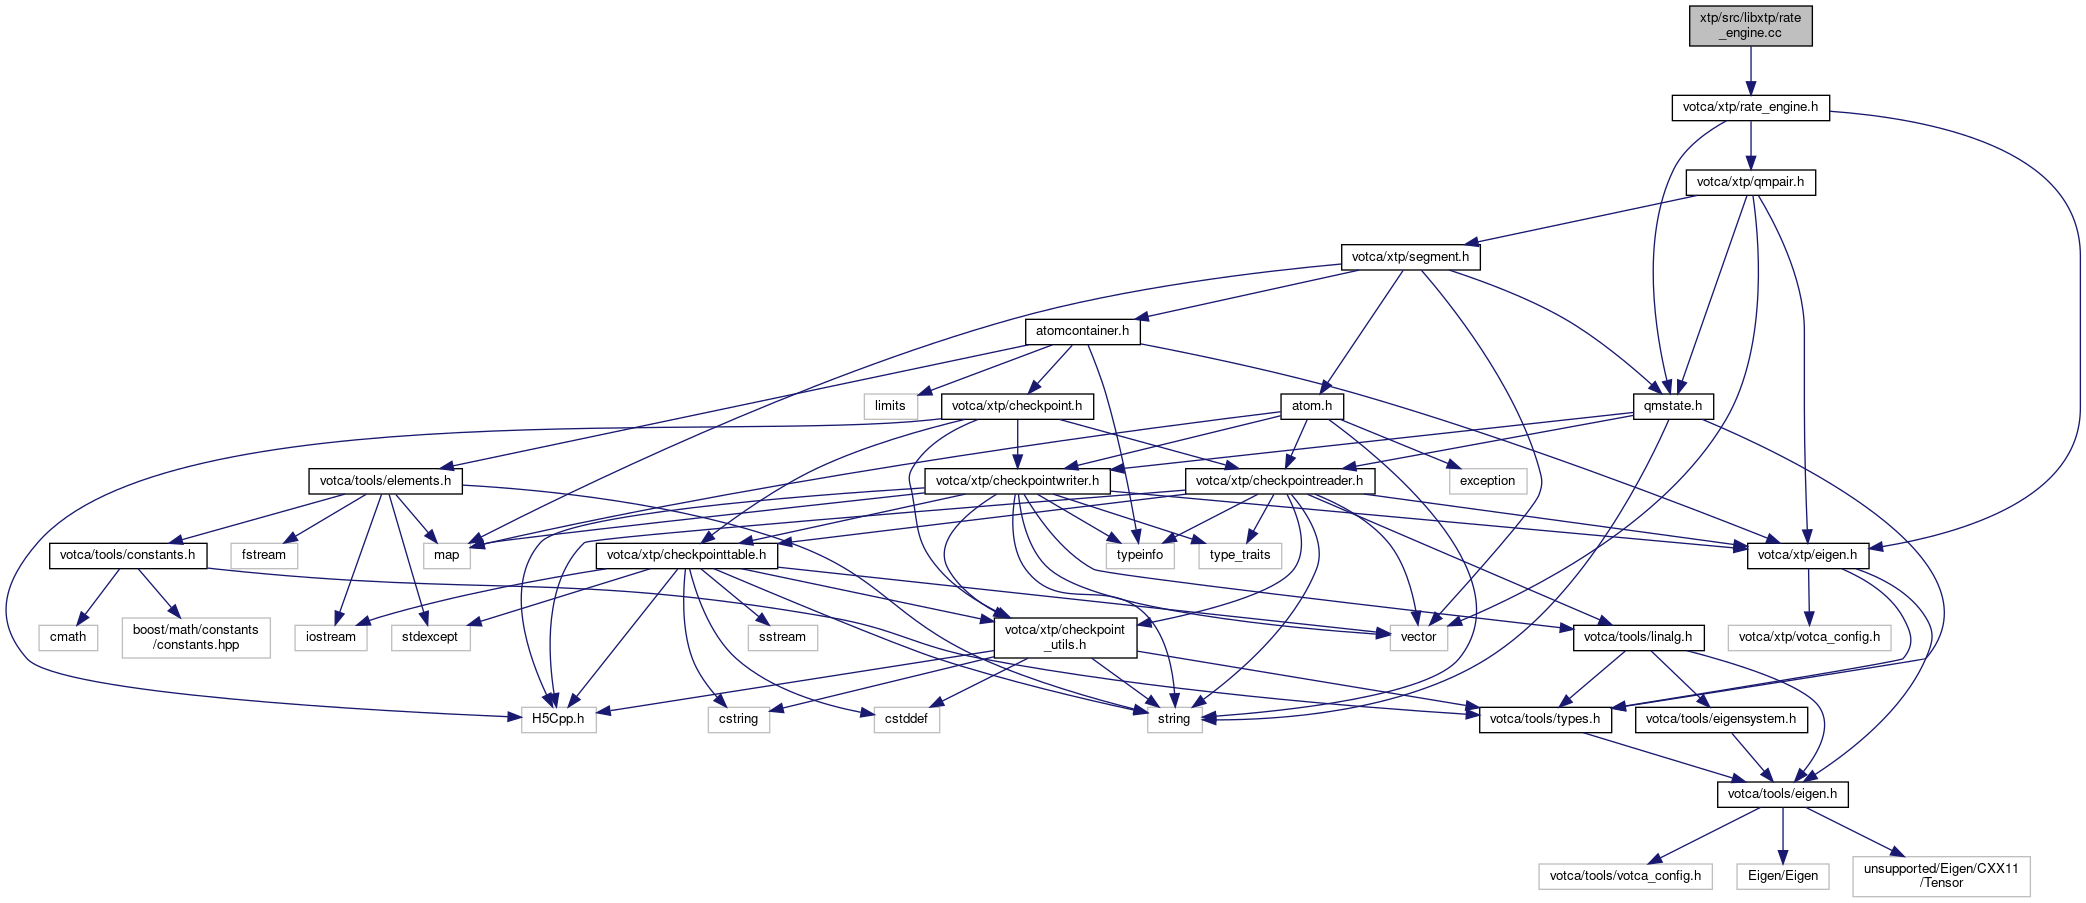 xtp/src/libxtp/rate
_engine.cc
votca/xtp/rate_engine.h
votca/xtp/qmpair.h
votca/xtp/segment.h
atomcontainer.h
limits
votca/xtp/checkpoint.h
atom.h
qmstate.h
votca/tools/elements.h
votca/xtp/checkpointwriter.h
votca/xtp/checkpointreader.h
exception
votca/tools/constants.h
fstream
map
votca/xtp/checkpointtable.h
typeinfo
type_traits
votca/xtp/eigen.h
cmath
boost/math/constants
/constants.hpp
iostream
stdexcept
sstream
votca/xtp/checkpoint
_utils.h
vector
votca/tools/linalg.h
votca/xtp/votca_config.h
H5Cpp.h
cstring
cstddef
string
votca/tools/types.h
votca/tools/eigensystem.h
votca/tools/eigen.h
votca/tools/votca_config.h
Eigen/Eigen
unsupported/Eigen/CXX11
/Tensor